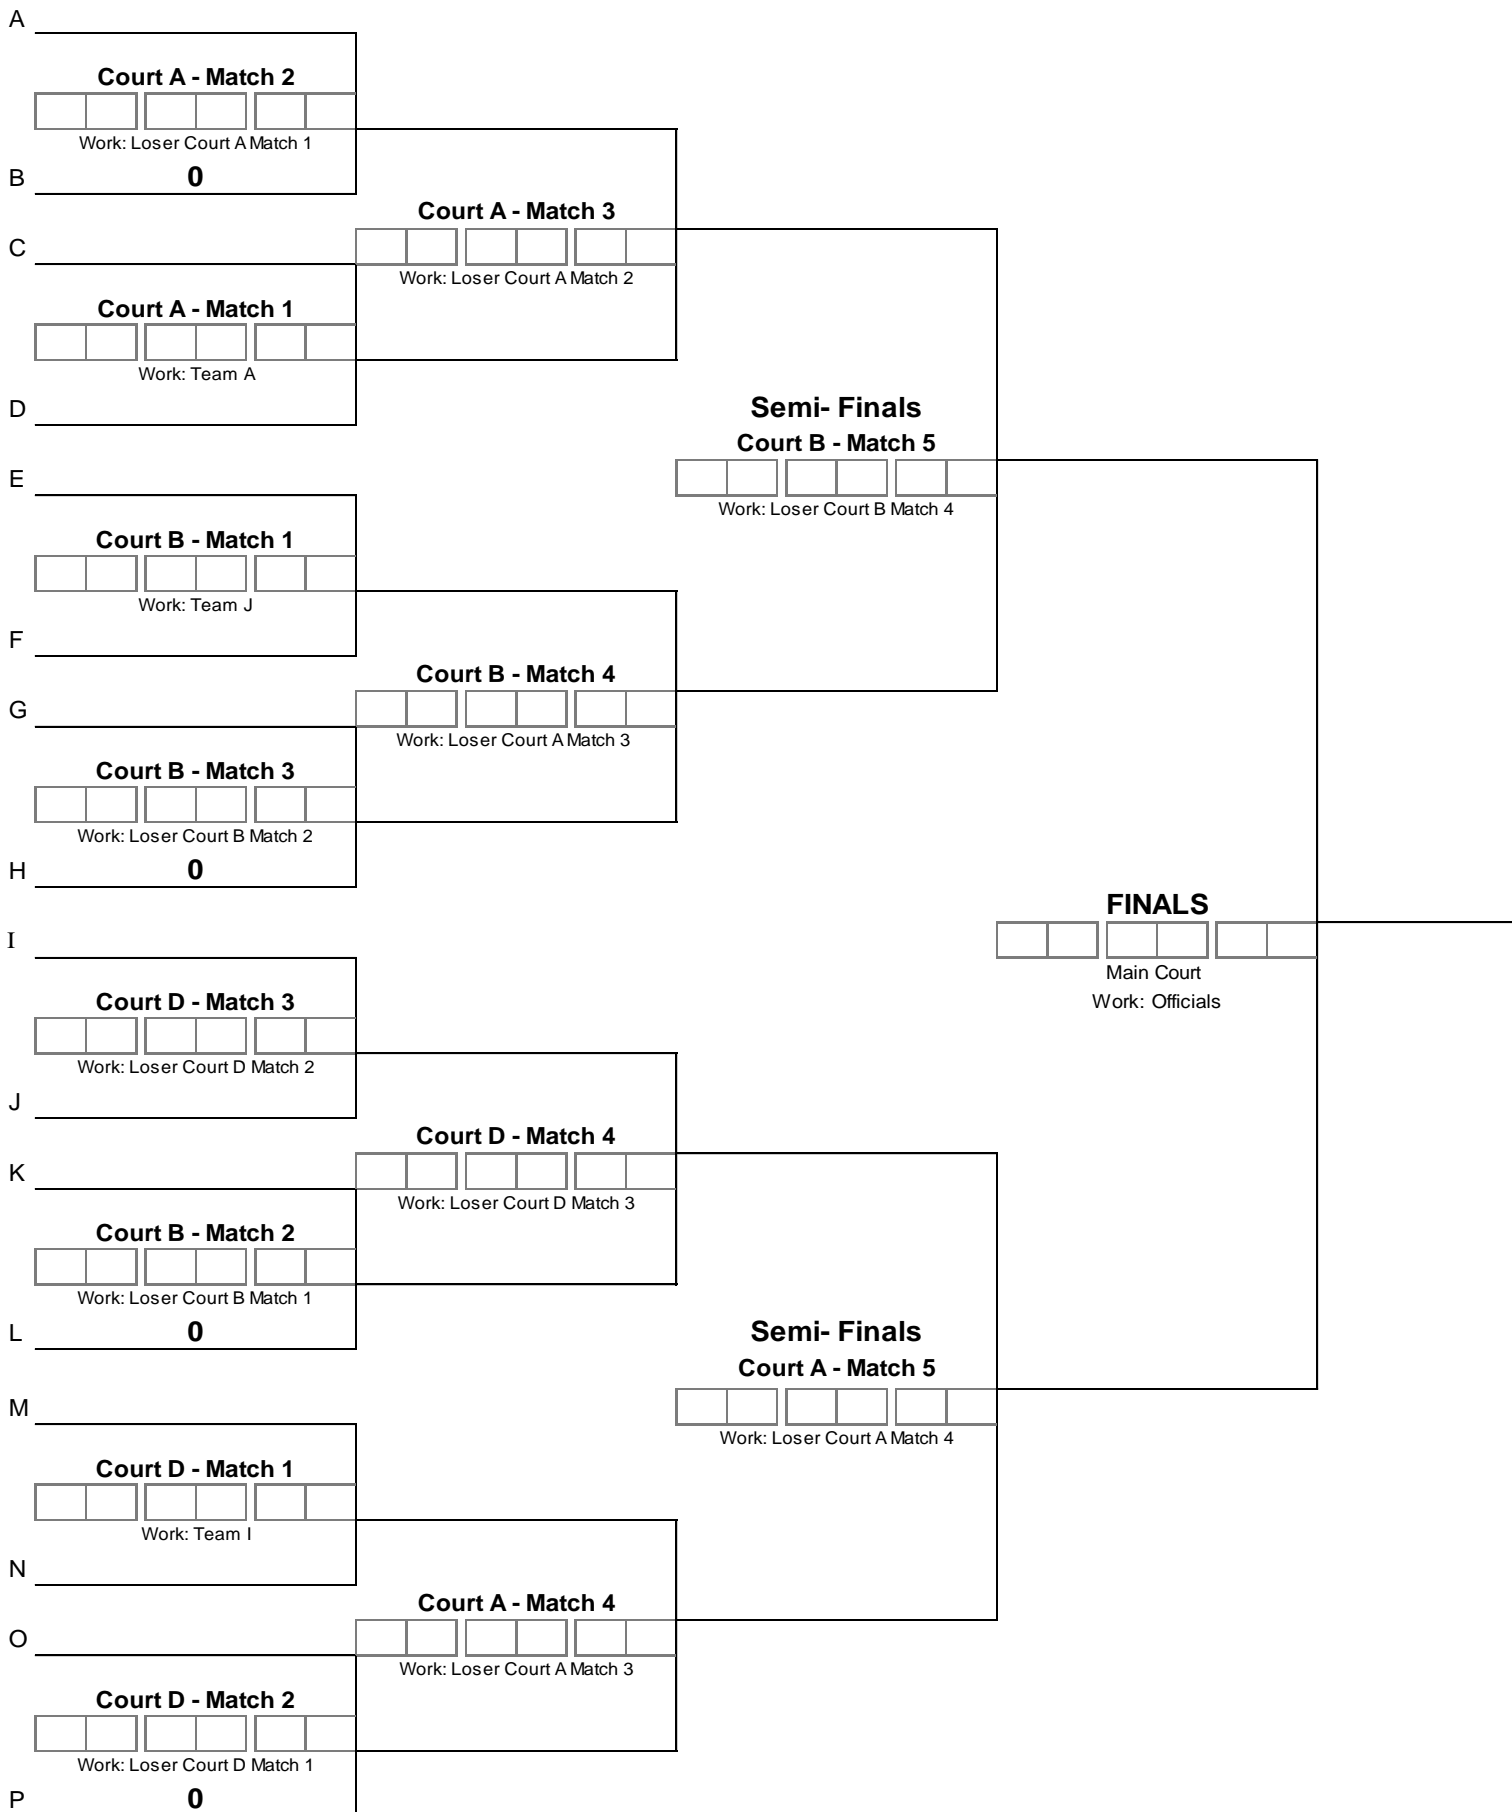 A
Court A - Match 2
Work: Loser Court A Match 1
B
0
Court A - Match 3
C
Work: Loser Court A Match 2
Court A - Match 1
Work: Team A
D
Semi- Finals
Court B - Match 5
E
Work: Loser Court B Match 4
Court B - Match 1
Work: Team J
F
Court B - Match 4
G
Work: Loser Court A Match 3
Court B - Match 3
Work: Loser Court B Match 2
H
0
FINALS
I
Main Court
Court D - Match 3
Work: Officials
Work: Loser Court D Match 2
J
Court D - Match 4
K
Work: Loser Court D Match 3
Court B - Match 2
Work: Loser Court B Match 1
L
0
Semi- Finals
Court A - Match 5
M
Work: Loser Court A Match 4
Court D - Match 1
Work: Team I
N
Court A - Match 4
O
Work: Loser Court A Match 3
Court D - Match 2
Work: Loser Court D Match 1
P
0